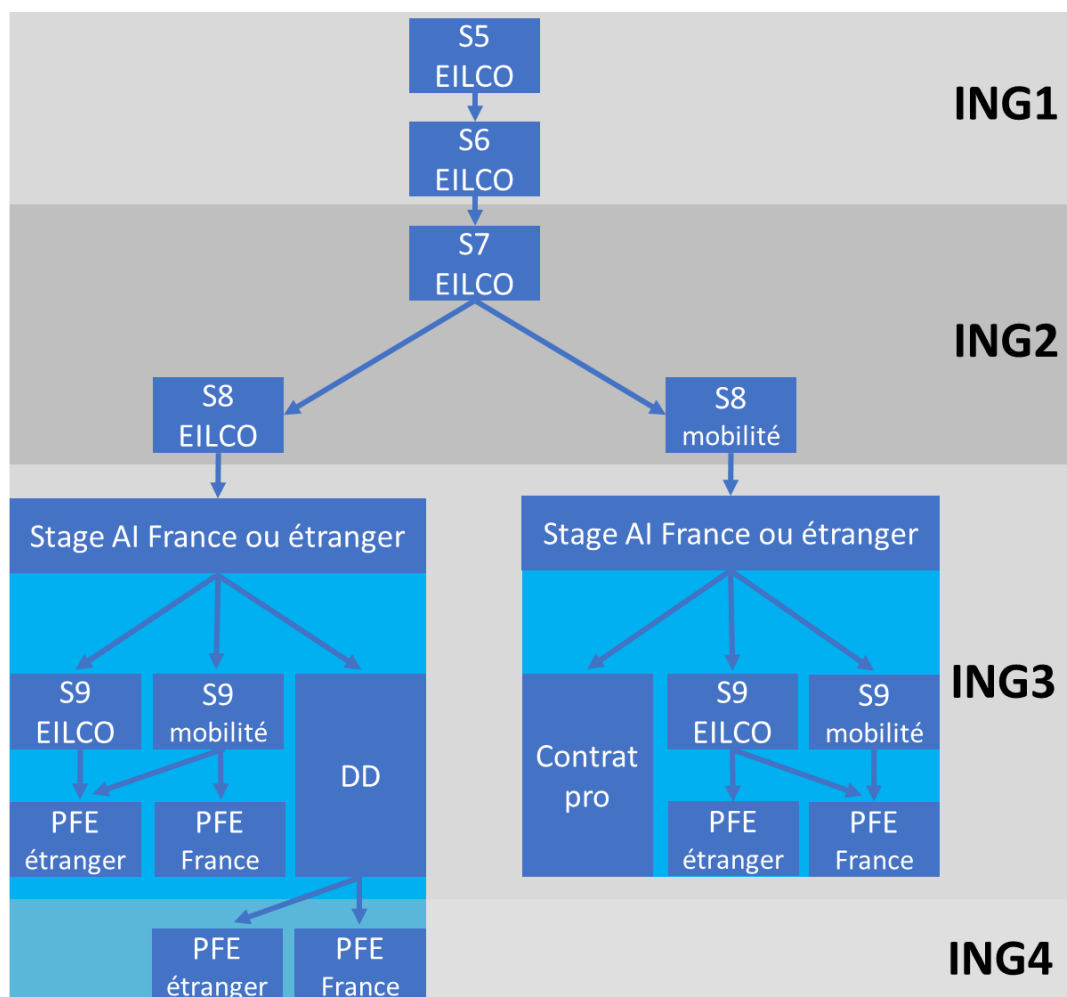 S5
EILCO
ING1
S6
EILCO
S7
EILCO
ING2
S8
EILCO
S8
mobilité
Stage AI France ou étranger
Stage AI France ou étranger
ING3
S9
EILCO
S9
mobilité
DD
PFE
étranger
PFE
France
Contrat
pro
S9
EILCO
S9
mobilité
PFE
étranger
PFE
France
PFE
étranger
PFE
France
ING4